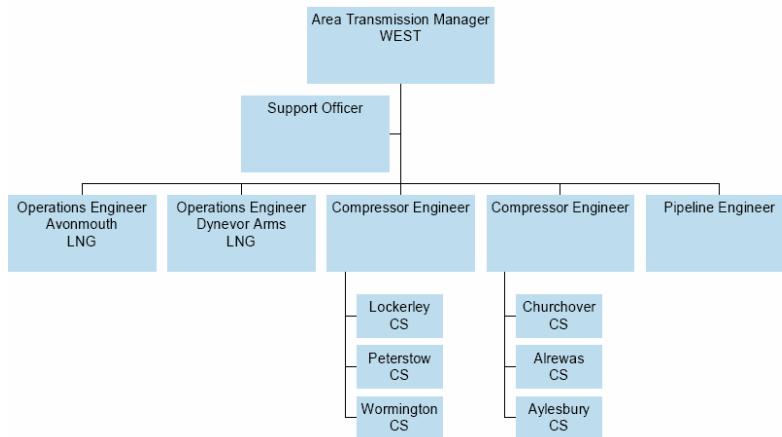 Area Transmission Manager
WEST
Support Officer
Operations Engineer
Avonmouth
LNG
Operations Engineer
Dynevor Arms
LNG
Compressor Engineer
Compressor Engineer
Pipeline Engineer
Lockerley
CS
Peterstow
CS
Wormington
CS
Churchover
CS
Alrewas
CS
Aylesbury
CS